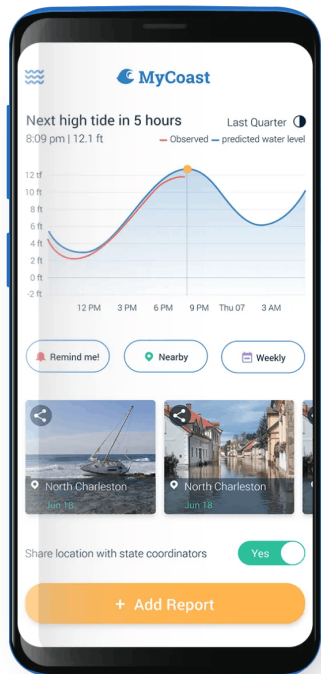 MyCoast
Next high tide in 5 hours
Last Quarter
8:09 pm | 12.1 ft
Observed
predicted water level
12 tf
10 ft
8 ft
6 ft
4 ft
2 ft
0 ft
-2 ft
12 PM 3 PM 6 PM 9 PM Thu 07 3 AM
Remind me!
Nearby
Weekly
North Charleston
Jun 18
North Charleston
Jun 18
Share location with state coordinators
Yes
+ Add Report